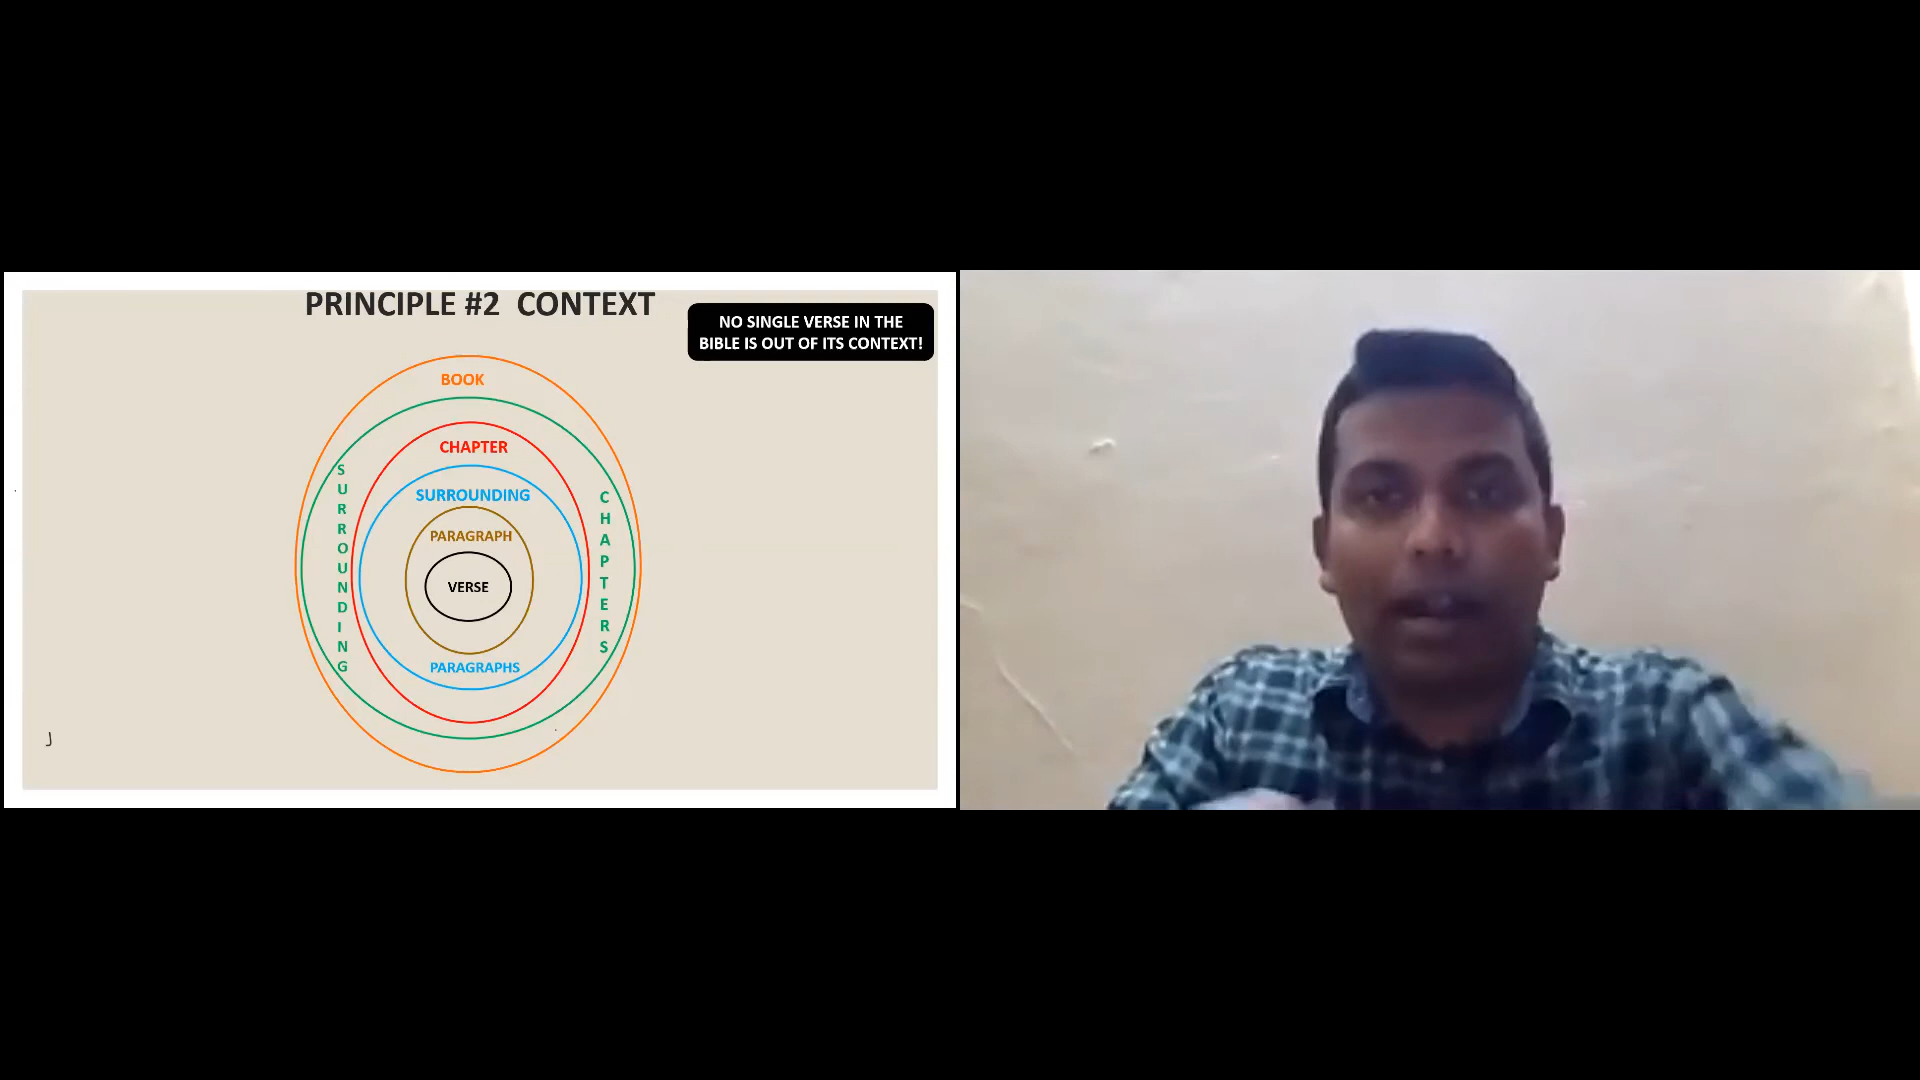 PRINCIPLE #2 CONTEXT
NO SINGLE VERSE IN THE
BIBLE IS OUT OF ITS CONTEXT!
BOOK
CHAPTER
SURROUNDING
SURROUNDING
CHAPTERS
PARAGRAPH
VERSE
PARAGRAPHS
J